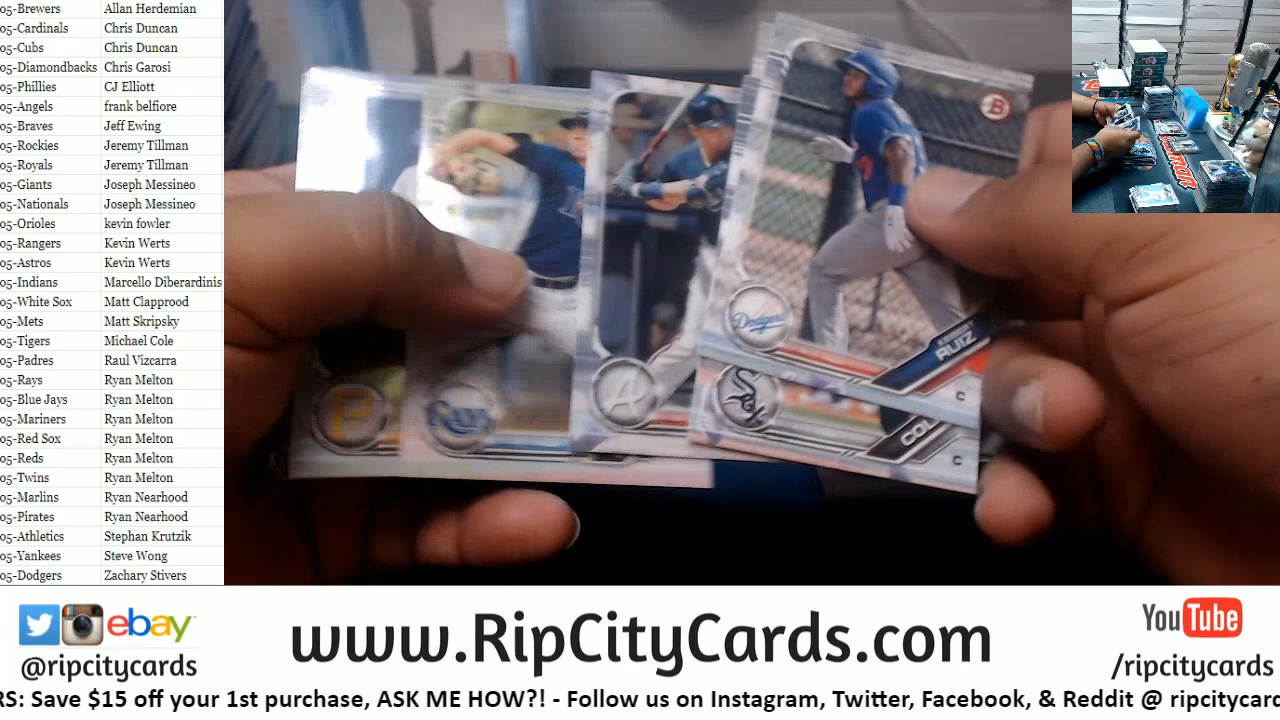 05-Brewers Allan Herdemian
05-Cardinals Chris Duncan
05-Cubs Chris Duncan
05-Diamondbacks Chris Garosi
05-Phillies CJ Elliott
05-Angels frank belfiore
05-Braves Jeff Ewing
05-Rockies Jeremy Tillman
05-Royals Jeremy Tillman
05-Giants Joseph Messineo
05-Nationals Joseph Messineo
05-Orioles kevin fowler
05-Rangers Kevin Werts
05-Astros Kevin Werts
05-Indians Marcello Diberardinis
05-White Sox Matt Clapprood
05-Mets Matt Skripsky
05-Tigers Michael Cole
05-Padres Raul Vizcarra
05-Rays Ryan Melton
05-Blue Jays Ryan Melton
05-Mariners Ryan Melton
05-Red Sox Ryan Melton
05-Reds Ryan Melton
05-Twins Ryan Melton
05-Marlins Ryan Nearhood
05-Pirates Ryan Nearhood
05-Athletics Stephan Krutzik
05-Yankees Steve Wong
05-Dodgers Zachary Stivers
B
Dodgers
RUIZ
C
P
Rays
A
Sox
COL
C
ebay
@ripcitycards
www.RipCityCards.com
YouTube
/ripcitycards
RS: Save $15 off your 1st purchase, ASK ME HOW?! - Follow us on Instagram, Twitter, Facebook, & Reddit @ ripcitycard